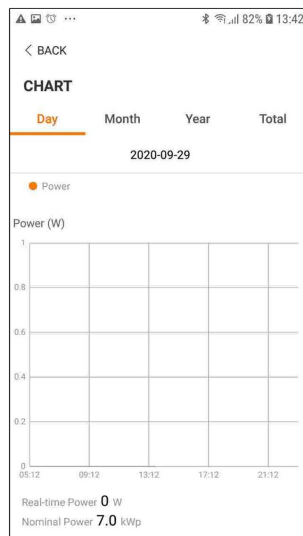 82% 13:42
< BACK
CHART
Day Month Year Total
2020-09-29
Power
Power (W)
1
0.8
0.6
0.4
0.2
0
05:12 09:12 13:12 17:12 21:12
Real-time Power 0 W
Nominal Power 7.0 kWp